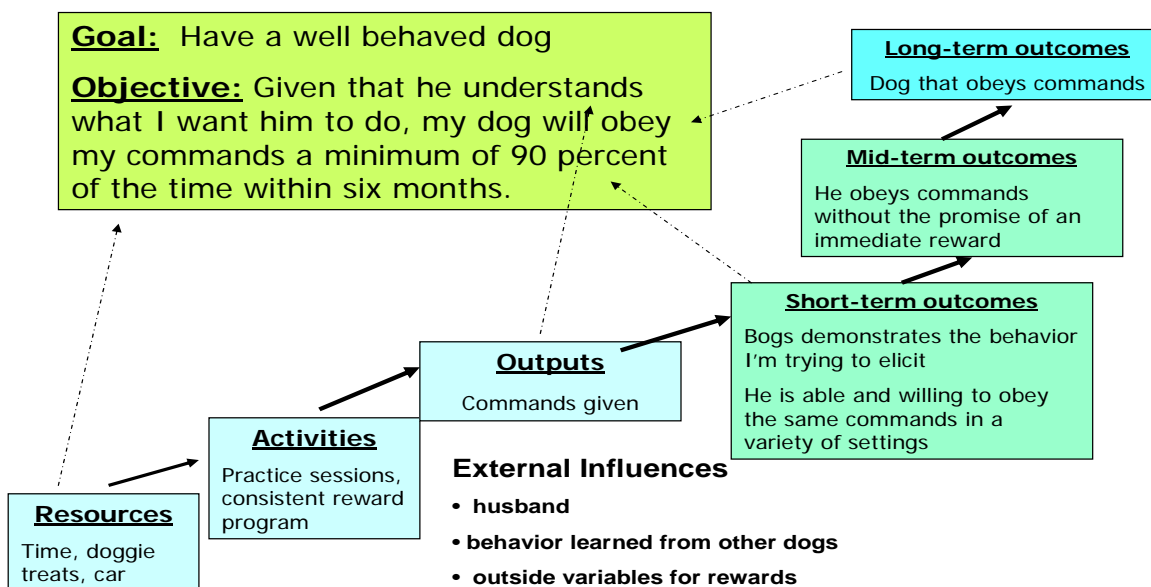 Goal: Have a well behaved dog
Objective: Given that he understands
what I want him to do, my dog will obey
my commands a minimum of 90 percent
of the time within six months.
Long-term outcomes
Dog that obeys commands
Mid-term outcomes
He obeys commands
without the promise of an
immediate reward
Short-term outcomes
Bogs demonstrates the behavior
I'm trying to elicit
He is able and willing to obey
the same commands in a
variety of settings
Outputs
Commands given
Activities
Practice sessions,
consistent reward
program
Resources
Time, doggie
treats, car
External Influences
• husband
• behavior learned from other dogs
• outside variables for rewards